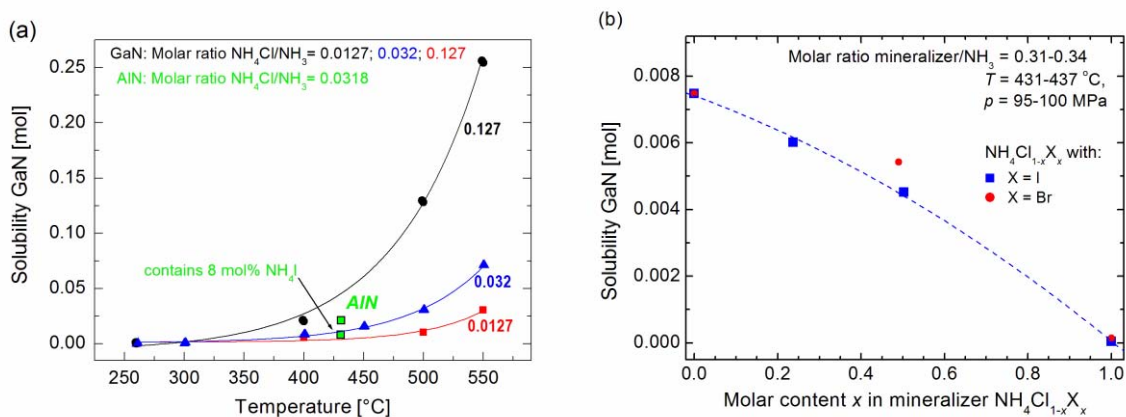 (a)
GaN: Molar ratio NH₄Cl/NH₃= 0.0127; 0.032; 0.127
AlN: Molar ratio NH₄Cl/NH₃= 0.0318
0.127
contains 8 mol% NH₄I
AlN
0.032
0.0127
Solubility GaN [mol]
0.25
0.20
0.15
0.10
0.05
0.00
250 300 350 400 450 500 550
Temperature [°C]
(b)
Molar ratio mineralizer/NH₃ = 0.31-0.34
T = 431-437 °C,
p = 95-100 MPa
NH₄Cl₁₋ₓXₓ with:
X = I
X = Br
Solubility GaN [mol]
0.008
0.006
0.004
0.002
0.000
0.0 0.2 0.4 0.6 0.8 1.0
Molar content x in mineralizer NH₄Cl₁₋ₓXₓ